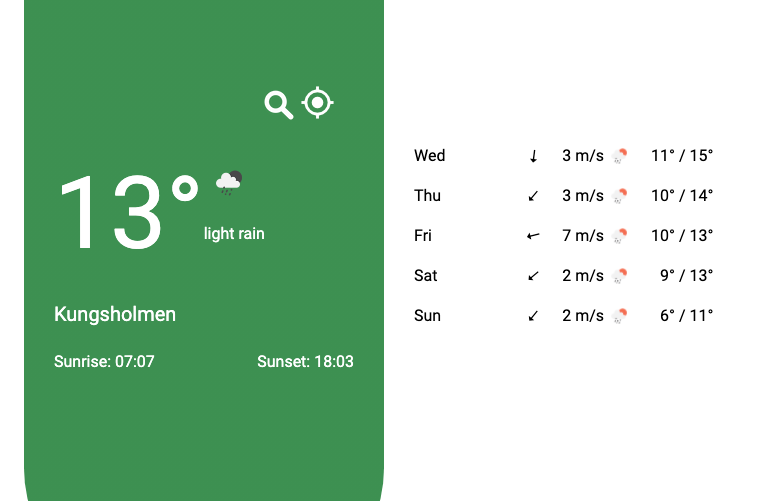 13°
light rain
Kungsholmen
Sunrise: 07:07 Sunset: 18:03
Wed 3 m/s 11° / 15°
Thu 3 m/s 10° / 14°
Fri 7 m/s 10° / 13°
Sat 2 m/s 9° / 13°
Sun 2 m/s 6° / 11°